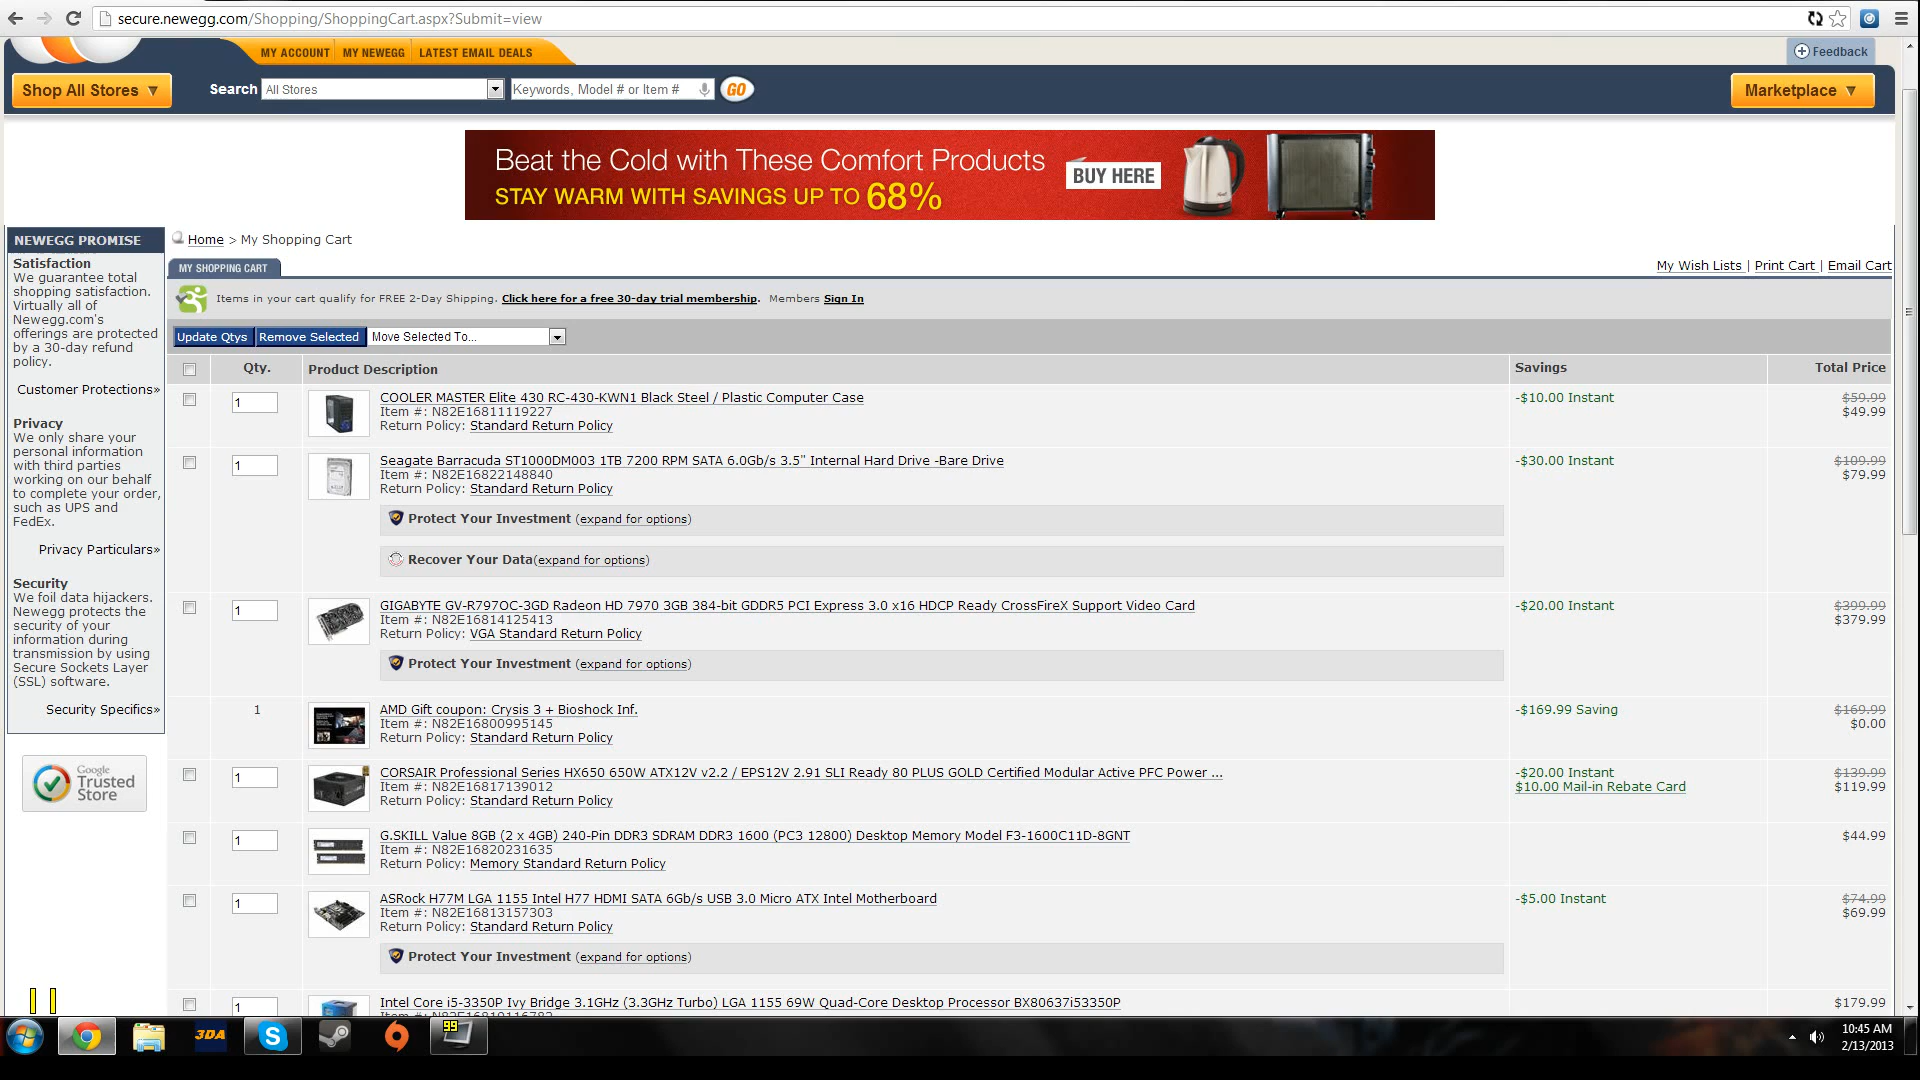 secure.newegg.com/Shopping/ShoppingCart.aspx?Submit=view
MY ACCOUNT MY NEWEGG LATEST EMAIL DEALS
Feedback
Shop All Stores ▼
Search All Stores Keywords, Model # or Item # GO
Marketplace ▼
Beat the Cold with These Comfort Products
STAY WARM WITH SAVINGS UP TO 68%
BUY HERE
NEWEGG PROMISE
Satisfaction
We guarantee total
shopping satisfaction.
Virtually all of
Newegg.com's
offerings are protected
by a 30-day refund
policy.
Customer Protections»
Privacy
We only share your
personal information
with third parties
working on our behalf
to complete your order,
such as UPS and
FedEx.
Privacy Particulars»
Security
We foil data hijackers.
Newegg protects the
security of your
information during
transmission by using
Secure Sockets Layer
(SSL) software.
Security Specifics»
Google
Trusted
Store
Home > My Shopping Cart
MY SHOPPING CART
My Wish Lists | Print Cart | Email Cart
Items in your cart qualify for FREE 2-Day Shipping. Click here for a free 30-day trial membership. Members Sign In
Update Qtys Remove Selected Move Selected To...
Qty. Product Description Savings Total Price
1 COOLER MASTER Elite 430 RC-430-KWN1 Black Steel / Plastic Computer Case -$10.00 Instant $59.99
Item #: N82E16811119227 $49.99
Return Policy: Standard Return Policy
1 Seagate Barracuda ST1000DM003 1TB 7200 RPM SATA 6.0Gb/s 3.5" Internal Hard Drive -Bare Drive -$30.00 Instant $109.99
Item #: N82E16822148840 $79.99
Return Policy: Standard Return Policy
Protect Your Investment (expand for options)
Recover Your Data(expand for options)
1 GIGABYTE GV-R797OC-3GD Radeon HD 7970 3GB 384-bit GDDR5 PCI Express 3.0 x16 HDCP Ready CrossFireX Support Video Card -$20.00 Instant $399.99
Item #: N82E16814125413 $379.99
Return Policy: VGA Standard Return Policy
Protect Your Investment (expand for options)
1 AMD Gift coupon: Crysis 3 + Bioshock Inf. -$169.99 Saving $169.99
Item #: N82E16800995145 $0.00
Return Policy: Standard Return Policy
1 CORSAIR Professional Series HX650 650W ATX12V v2.2 / EPS12V 2.91 SLI Ready 80 PLUS GOLD Certified Modular Active PFC Power ... -$20.00 Instant $139.99
Item #: N82E16817139012 $10.00 Mail-in Rebate Card $119.99
Return Policy: Standard Return Policy
1 G.SKILL Value 8GB (2 x 4GB) 240-Pin DDR3 SDRAM DDR3 1600 (PC3 12800) Desktop Memory Model F3-1600C11D-8GNT $44.99
Item #: N82E16820231635
Return Policy: Memory Standard Return Policy
1 ASRock H77M LGA 1155 Intel H77 HDMI SATA 6Gb/s USB 3.0 Micro ATX Intel Motherboard -$5.00 Instant $74.99
Item #: N82E16813157303 $69.99
Return Policy: Standard Return Policy
Protect Your Investment (expand for options)
1 Intel Core i5-3350P Ivy Bridge 3.1GHz (3.3GHz Turbo) LGA 1155 69W Quad-Core Desktop Processor BX80637i53350P $179.99
3DA
99
10:45 AM
2/13/2013